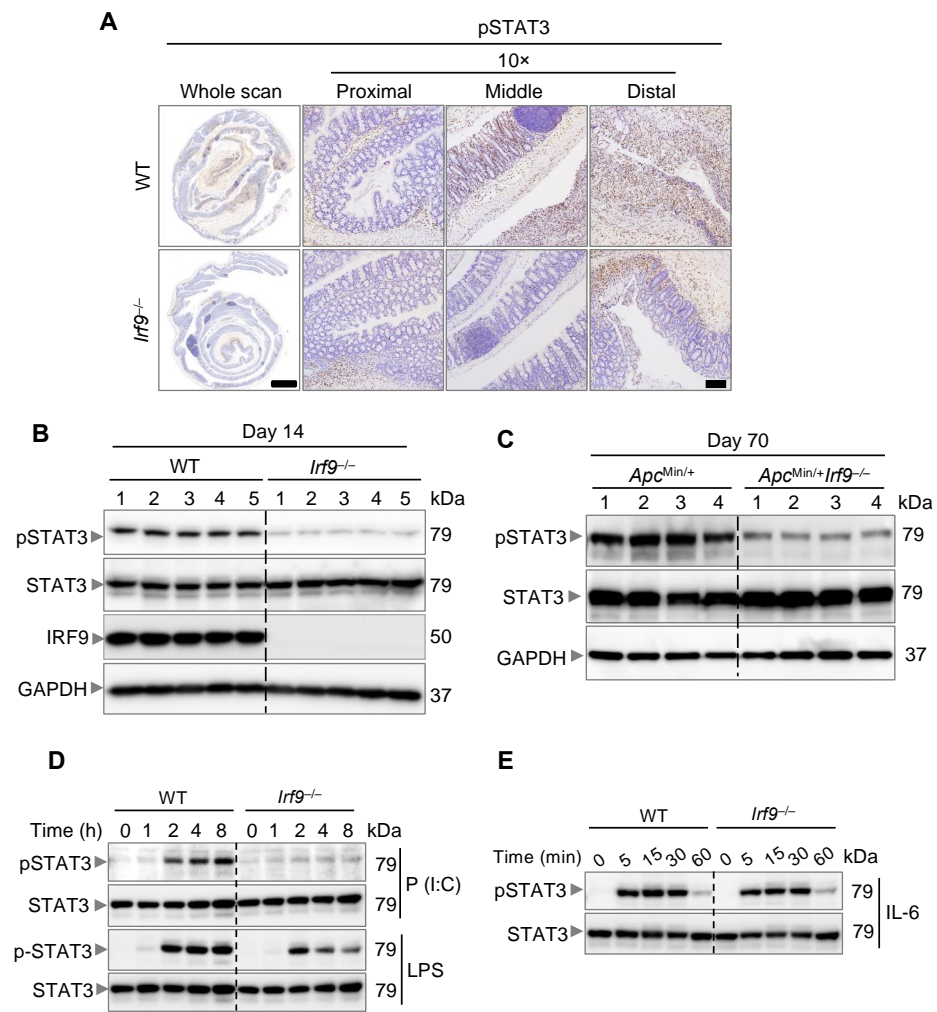 A
pSTAT3
10×
Whole scan Proximal Middle Distal
WT
Irf9–/–
B
Day 14
WT Irf9–/–
1 2 3 4 5 1 2 3 4 5 kDa
pSTAT3 79
STAT3 79
IRF9 50
GAPDH 37
C
Day 70
ApcMin/+ ApcMin/+Irf9–/–
1 2 3 4 1 2 3 4 kDa
pSTAT3 79
STAT3 79
GAPDH 37
D
WT Irf9–/–
Time (h) 0 1 2 4 8 0 1 2 4 8 kDa
pSTAT3 79
P (I:C)
STAT3 79
p-STAT3 79
LPS
STAT3 79
E
WT Irf9–/–
Time (min) 0 5 15 30 60 0 5 15 30 60 kDa
pSTAT3 79
IL-6
STAT3 79